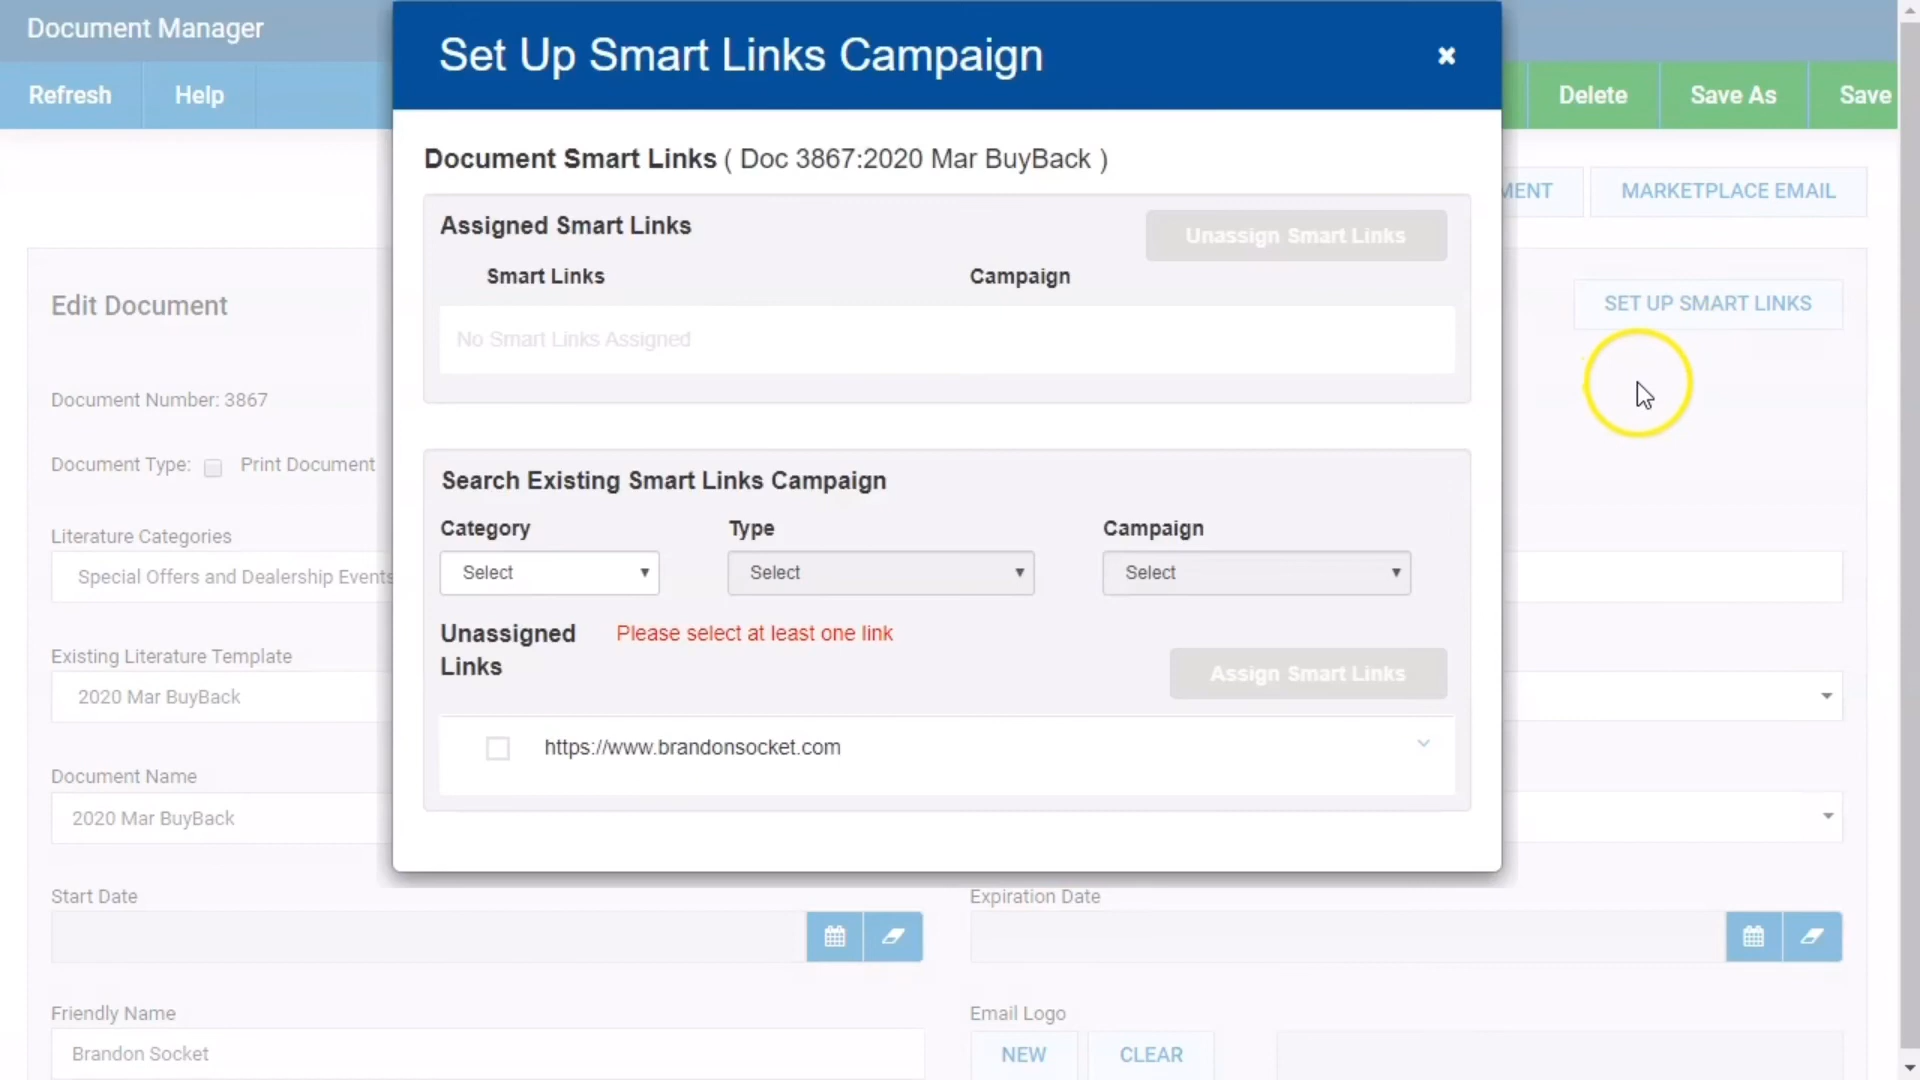 Document Manager
Set Up Smart Links Campaign
Refresh
Help
Delete
Save As
Save
Document Smart Links ( Doc 3867:2020 Mar BuyBack )
MENT
MARKETPLACE EMAIL
Assigned Smart Links
Unassign Smart Links
Smart Links
Campaign
Edit Document
SET UP SMART LINKS
No Smart Links Assigned
Document Number: 3867
Document Type:
Print Document
Search Existing Smart Links Campaign
Category
Type
Campaign
Literature Categories
Special Offers and Dealership Events
Select
Select
Select
Unassigned
Links
Please select at least one link
Existing Literature Template
Assign Smart Links
2020 Mar BuyBack
https://www.brandonsocket.com
Document Name
2020 Mar BuyBack
Start Date
Expiration Date
Friendly Name
Email Logo
Brandon Socket
NEW
CLEAR